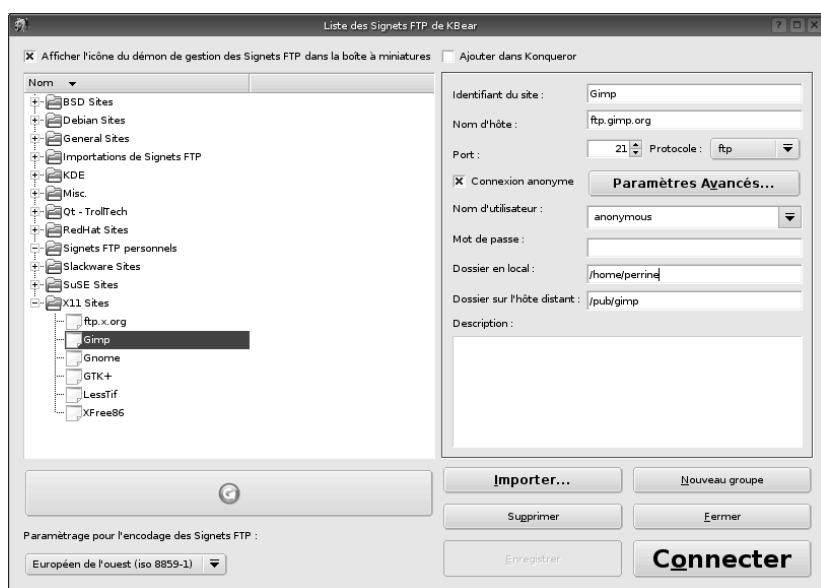 Liste des Signets FTP de KBear
Afficher l'icône du démon de gestion des Signets FTP dans la boîte à miniatures
Ajouter dans Konqueror
Nom
BSD Sites
Debian Sites
General Sites
Importations de Signets FTP
KDE
Misc.
Qt - TrollTech
RedHat Sites
Signets FTP personnels
Slackware Sites
SuSE Sites
X11 Sites
ftp.x.org
Gimp
Gnome
GTK+
LessTif
XFree86
Identifiant du site : Gimp
Nom d'hôte : ftp.gimp.org
Port : 21 Protocole : ftp
Connexion anonyme Paramètres Avancés...
Nom d'utilisateur : anonymous
Mot de passe :
Dossier en local : /home/perrine
Dossier sur l'hôte distant : /pub/gimp
Description :
Importer... Nouveau groupe
Supprimer Fermer
Paramètrage pour l'encodage des Signets FTP :
Européen de l'ouest (iso 8859-1)
Enregistrer Connecter